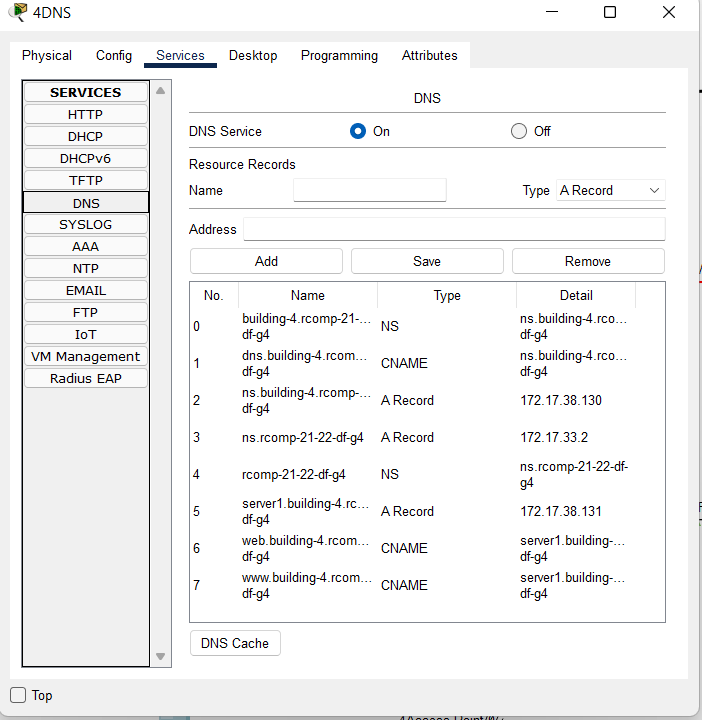 4DNS
Physical Config Services Desktop Programming Attributes
SERVICES
HTTP
DHCP
DHCPv6
TFTP
DNS
SYSLOG
AAA
NTP
EMAIL
FTP
IoT
VM Management
Radius EAP
DNS
DNS Service On Off
Resource Records
Name Type A Record
Address
Add Save Remove
No. Name Type Detail
0 building-4.rcomp-21-... NS ns.building-4.rco...
df-g4 df-g4
1 dns.building-4.rcom... CNAME ns.building-4.rco...
df-g4 df-g4
2 ns.building-4.rcomp-... A Record 172.17.38.130
df-g4
3 ns.rcomp-21-22-df-g4 A Record 172.17.33.2
4 rcomp-21-22-df-g4 NS ns.rcomp-21-22-df-
g4
5 server1.building-4.rc... A Record 172.17.38.131
df-g4
6 web.building-4.rcom... CNAME server1.building-...
df-g4 df-g4
7 www.building-4.rcom... CNAME server1.building-...
df-g4 df-g4
DNS Cache
Top